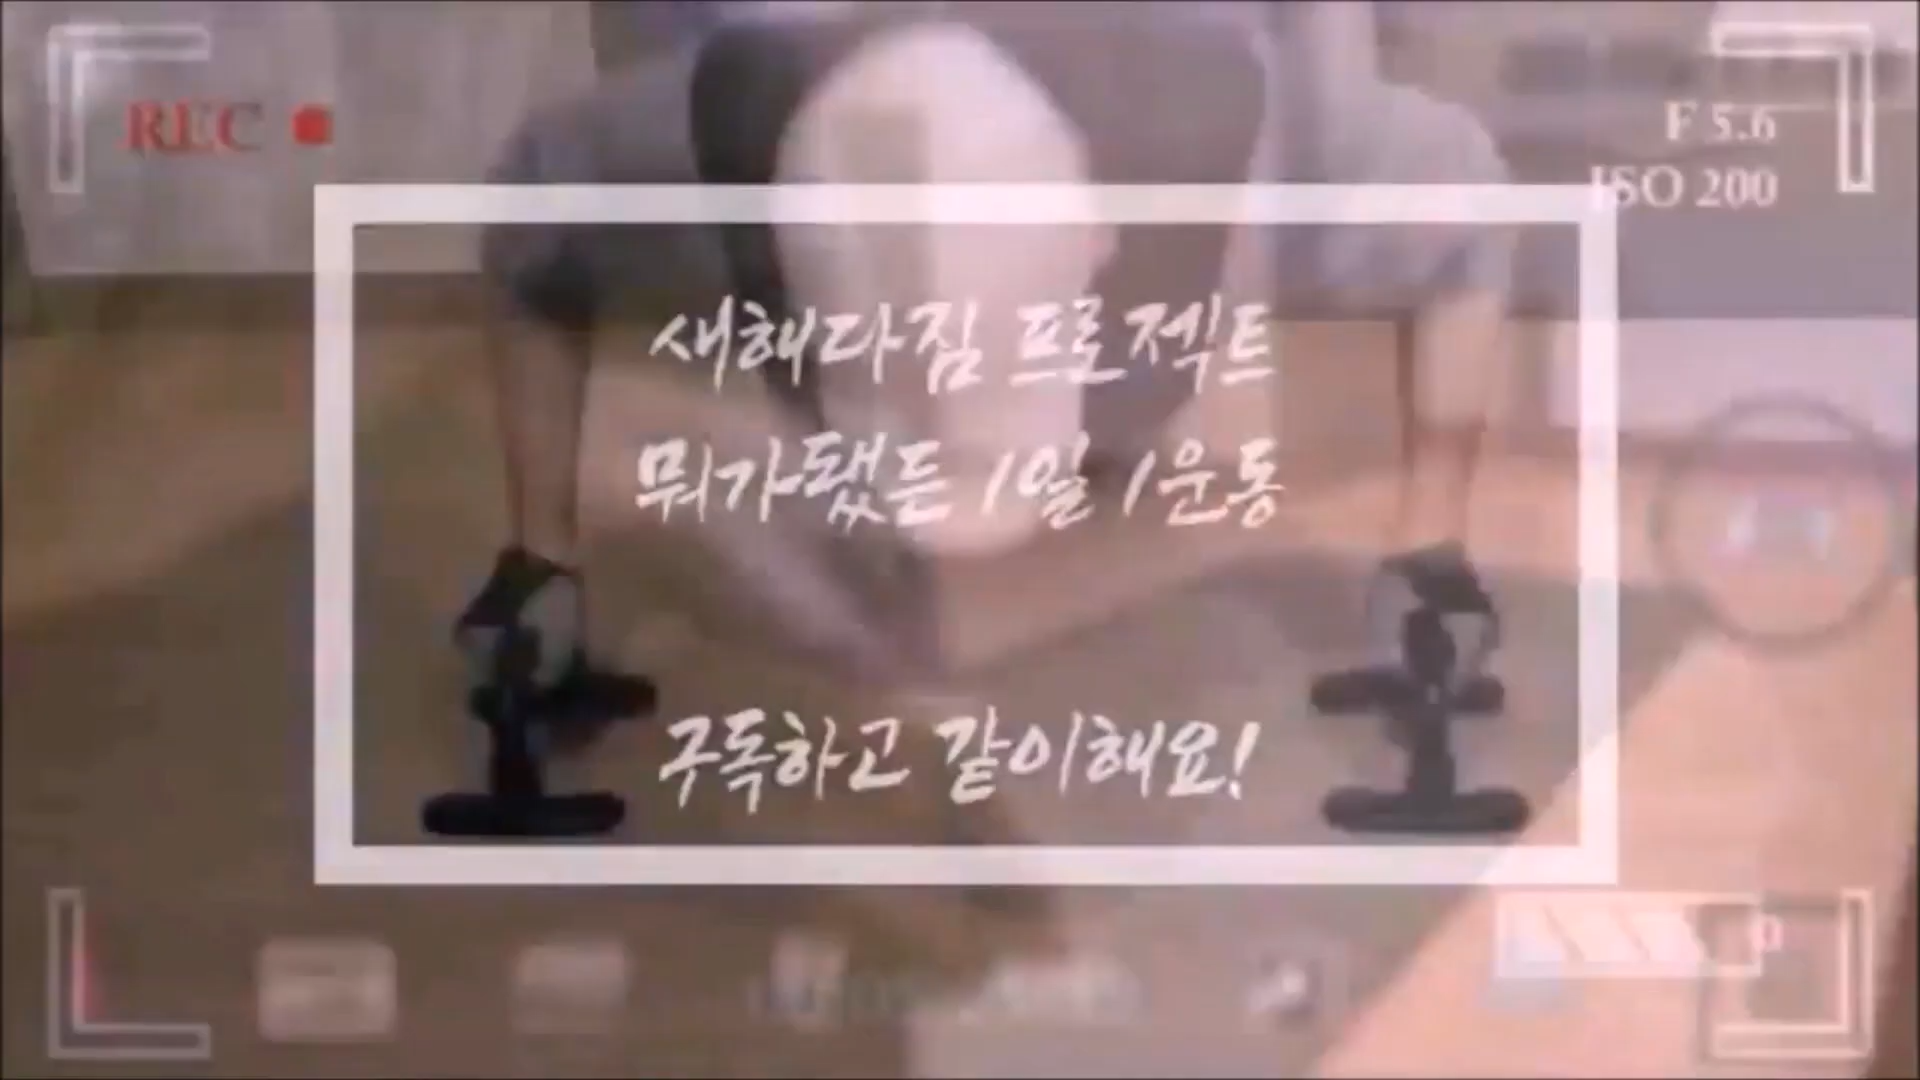 REC
F 5.6
ISO 200
새해다짐 프로젝트
뭐가됐든 1일 1운동
구독하고 같이해요!